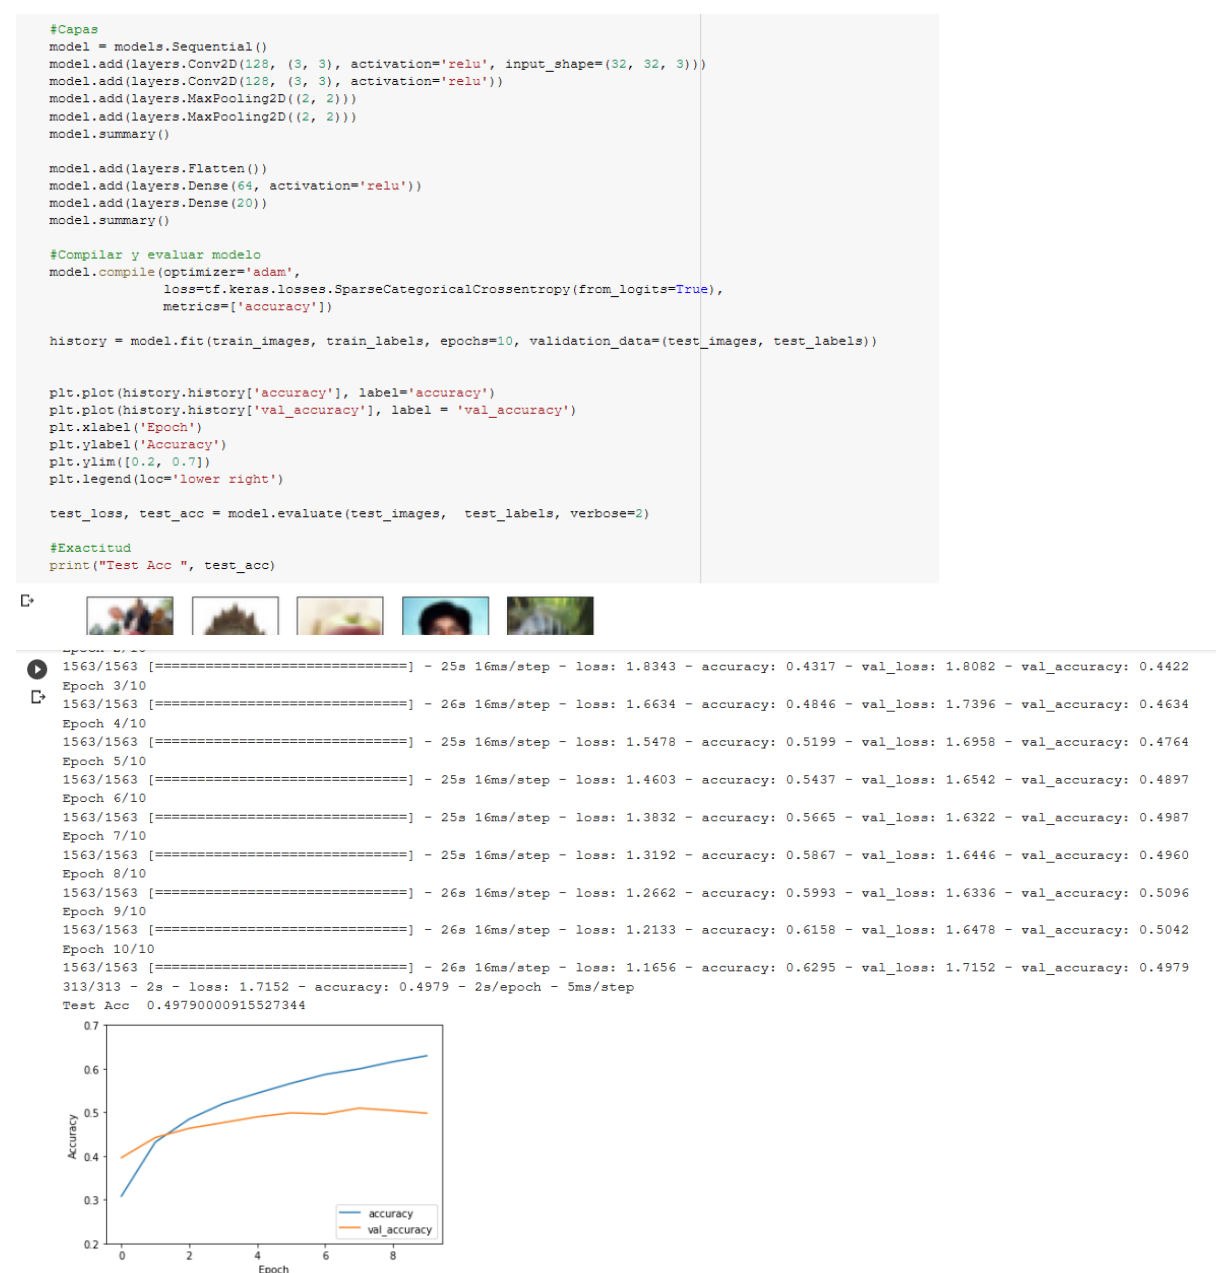 #Capas
model = models.Sequential()
model.add(layers.Conv2D(128, (3, 3), activation='relu', input_shape=(32, 32, 3)))
model.add(layers.Conv2D(128, (3, 3), activation='relu'))
model.add(layers.MaxPooling2D((2, 2)))
model.add(layers.MaxPooling2D((2, 2)))
model.summary()
model.add(layers.Flatten())
model.add(layers.Dense(64, activation='relu'))
model.add(layers.Dense(20))
model.summary()
#Compilar y evaluar modelo
model.compile(optimizer='adam',
loss=tf.keras.losses.SparseCategoricalCrossentropy(from_logits=True),
metrics=['accuracy'])
history = model.fit(train_images, train_labels, epochs=10, validation_data=(test_images, test_labels))
plt.plot(history.history['accuracy'], label='accuracy')
plt.plot(history.history['val_accuracy'], label = 'val_accuracy')
plt.xlabel('Epoch')
plt.ylabel('Accuracy')
plt.ylim([0.2, 0.7])
plt.legend(loc='lower right')
test_loss, test_acc = model.evaluate(test_images,  test_labels, verbose=2)
#Exactitud
print("Test Acc ", test_acc)
1563/1563 [==============================] - 25s 16ms/step - loss: 1.8343 - accuracy: 0.4317 - val_loss: 1.8082 - val_accuracy: 0.4422
Epoch 3/10
1563/1563 [==============================] - 26s 16ms/step - loss: 1.6634 - accuracy: 0.4846 - val_loss: 1.7396 - val_accuracy: 0.4634
Epoch 4/10
1563/1563 [==============================] - 25s 16ms/step - loss: 1.5478 - accuracy: 0.5199 - val_loss: 1.6958 - val_accuracy: 0.4764
Epoch 5/10
1563/1563 [==============================] - 25s 16ms/step - loss: 1.4603 - accuracy: 0.5437 - val_loss: 1.6542 - val_accuracy: 0.4897
Epoch 6/10
1563/1563 [==============================] - 25s 16ms/step - loss: 1.3832 - accuracy: 0.5665 - val_loss: 1.6322 - val_accuracy: 0.4987
Epoch 7/10
1563/1563 [==============================] - 25s 16ms/step - loss: 1.3192 - accuracy: 0.5867 - val_loss: 1.6446 - val_accuracy: 0.4960
Epoch 8/10
1563/1563 [==============================] - 26s 16ms/step - loss: 1.2662 - accuracy: 0.5993 - val_loss: 1.6336 - val_accuracy: 0.5096
Epoch 9/10
1563/1563 [==============================] - 26s 16ms/step - loss: 1.2133 - accuracy: 0.6158 - val_loss: 1.6478 - val_accuracy: 0.5042
Epoch 10/10
1563/1563 [==============================] - 26s 16ms/step - loss: 1.1656 - accuracy: 0.6295 - val_loss: 1.7152 - val_accuracy: 0.4979
313/313 - 2s - loss: 1.7152 - accuracy: 0.4979 - 2s/epoch - 5ms/step
Test Acc  0.49790000915527344
0.7
0.6
0.5
0.4
0.3
0.2
Accuracy
accuracy
val_accuracy
0 2 4 6 8
Epoch